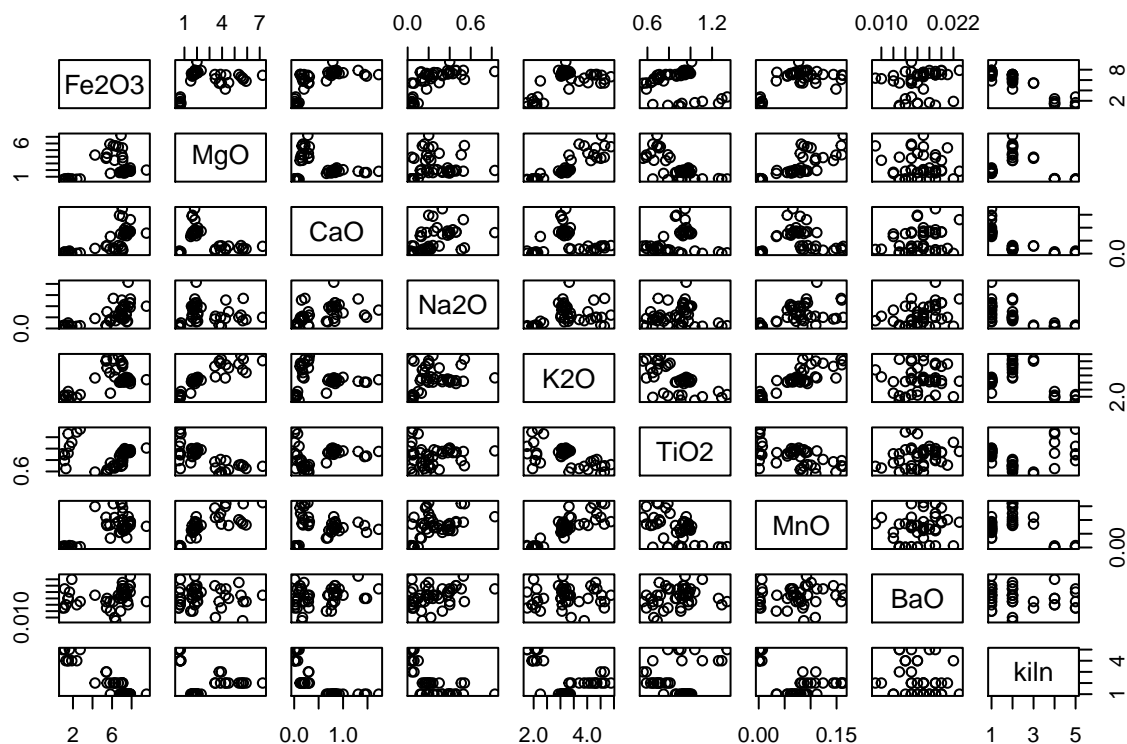 1 4 7 0.0 0.6 1.2 0.010 0.022
Fe2O3 2 8
1 6 MgO
CaO 0.0
0.0 Na2O
K2O 2.0
0.6 TiO2
MnO 0.00
0.010 BaO
kiln 1 4
2 6 0.0 1.0 2.0 4.0 0.00 0.15 1 2 3 4 5